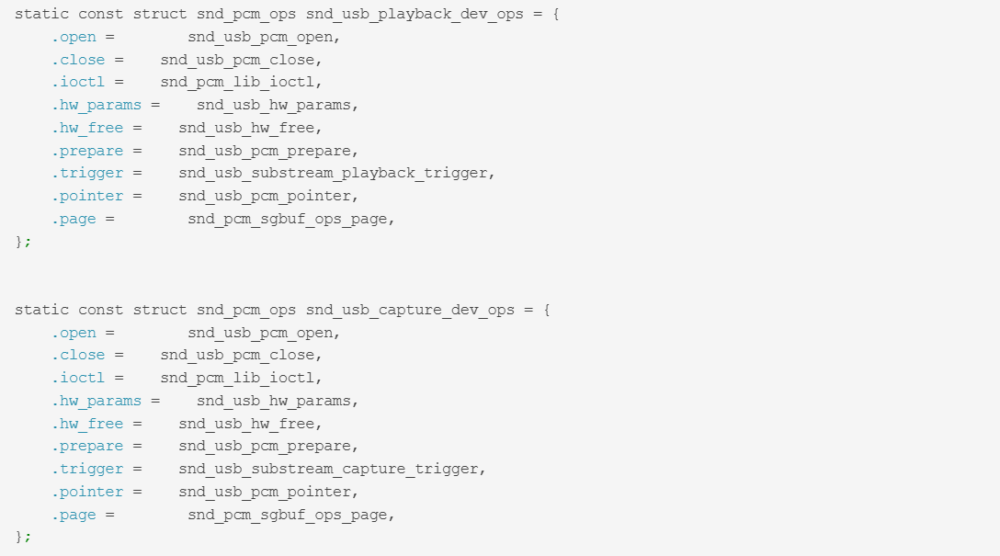 static const struct snd_pcm_ops snd_usb_playback_dev_ops = {
    .open =        snd_usb_pcm_open,
    .close =    snd_usb_pcm_close,
    .ioctl =    snd_pcm_lib_ioctl,
    .hw_params =    snd_usb_hw_params,
    .hw_free =    snd_usb_hw_free,
    .prepare =    snd_usb_pcm_prepare,
    .trigger =    snd_usb_substream_playback_trigger,
    .pointer =    snd_usb_pcm_pointer,
    .page =        snd_pcm_sgbuf_ops_page,
};

static const struct snd_pcm_ops snd_usb_capture_dev_ops = {
    .open =        snd_usb_pcm_open,
    .close =    snd_usb_pcm_close,
    .ioctl =    snd_pcm_lib_ioctl,
    .hw_params =    snd_usb_hw_params,
    .hw_free =    snd_usb_hw_free,
    .prepare =    snd_usb_pcm_prepare,
    .trigger =    snd_usb_substream_capture_trigger,
    .pointer =    snd_usb_pcm_pointer,
    .page =        snd_pcm_sgbuf_ops_page,
};